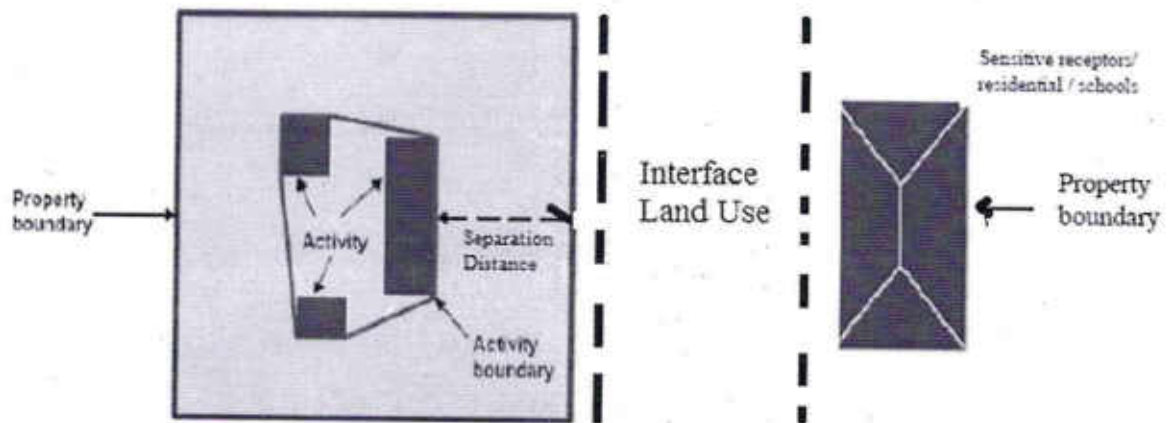 Property
boundary
Activity
Separation
Distance
Activity
boundary
Interface
Land Use
Sensitive receptors/
residential / schools
Property
boundary